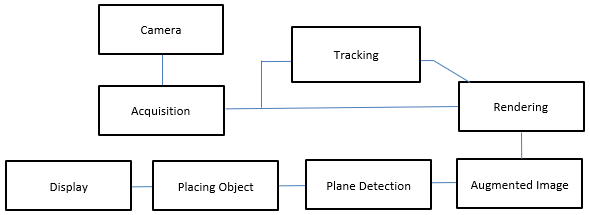 Camera
Tracking
Acquisition
Rendering
Display
Placing Object
Plane Detection
Augmented Image